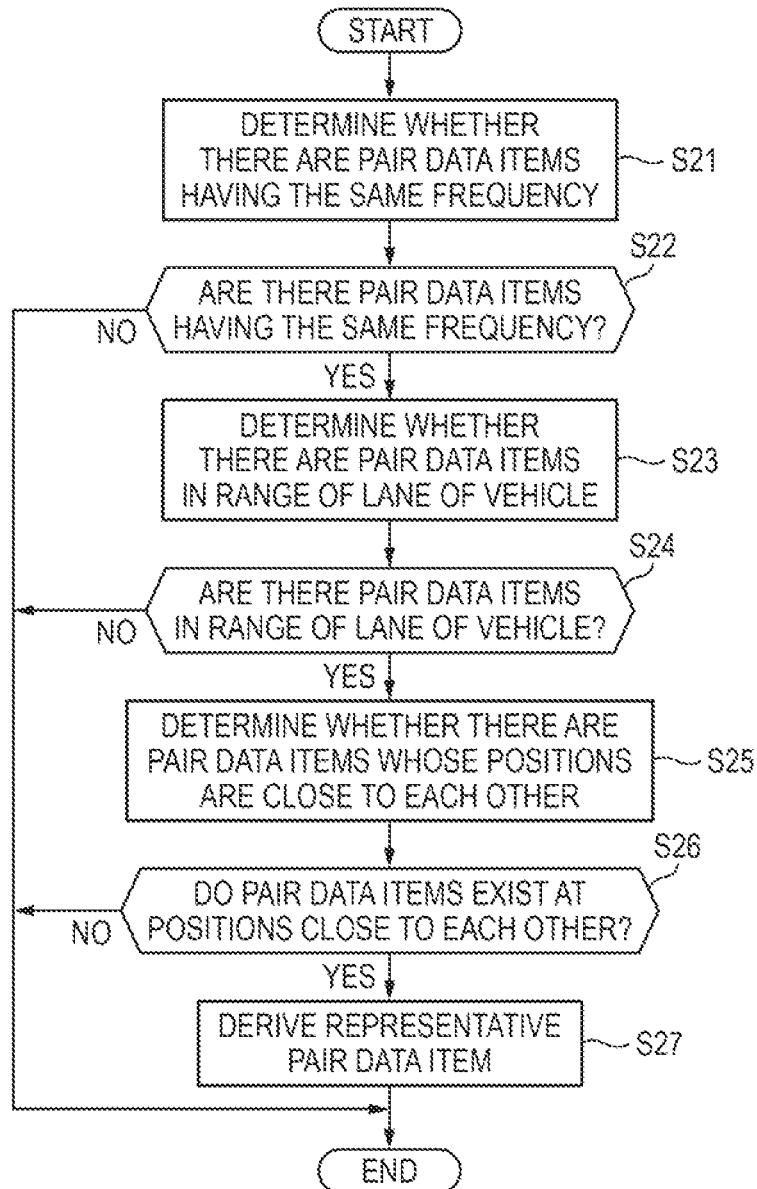 START
DETERMINE WHETHER
THERE ARE PAIR DATA ITEMS
HAVING THE SAME FREQUENCY
S21
S22
ARE THERE PAIR DATA ITEMS
HAVING THE SAME FREQUENCY?
NO
YES
DETERMINE WHETHER
THERE ARE PAIR DATA ITEMS
IN RANGE OF LANE OF VEHICLE
S23
S24
ARE THERE PAIR DATA ITEMS
IN RANGE OF LANE OF VEHICLE?
NO
YES
DETERMINE WHETHER THERE ARE
PAIR DATA ITEMS WHOSE POSITIONS
ARE CLOSE TO EACH OTHER
S25
S26
DO PAIR DATA ITEMS EXIST AT
POSITIONS CLOSE TO EACH OTHER?
NO
YES
DERIVE REPRESENTATIVE
PAIR DATA ITEM
S27
END